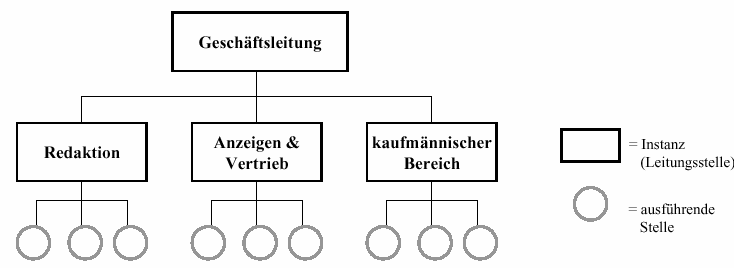 Geschäftsleitung
Redaktion
Anzeigen &
Vertrieb
kaufmännischer
Bereich
= Instanz
(Leitungsstelle)
= ausführende
Stelle